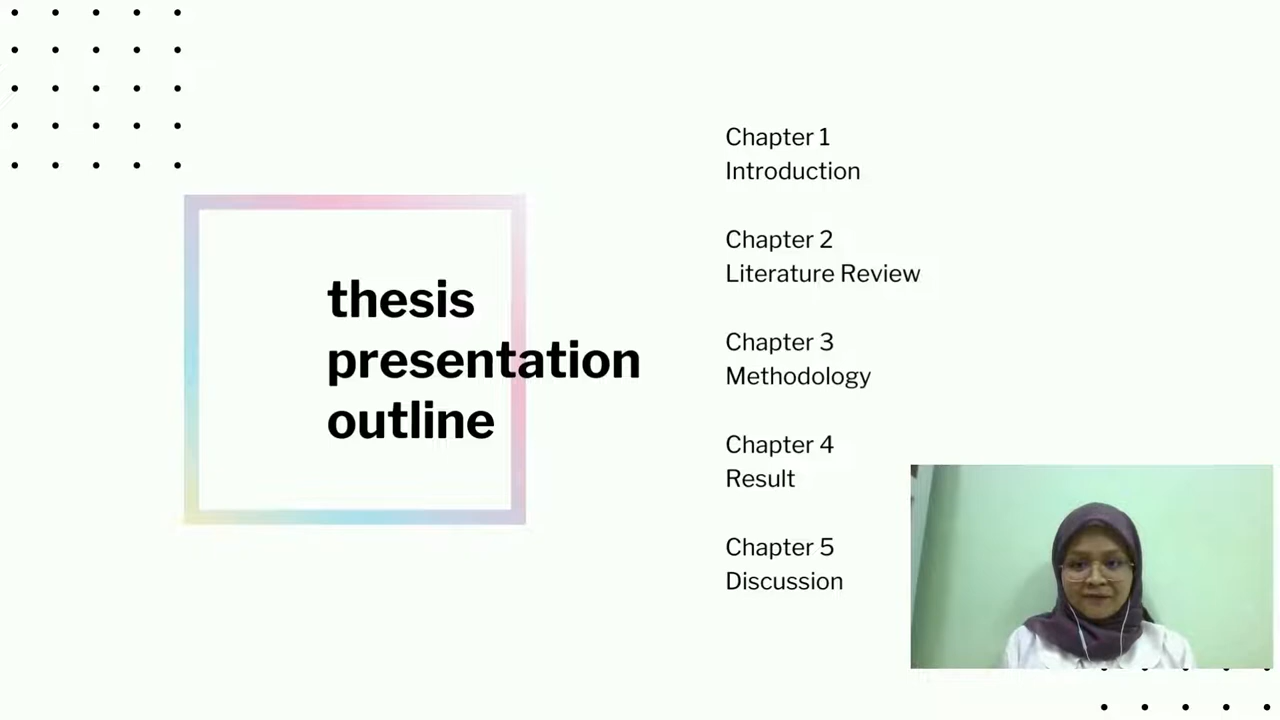 thesis
presentation
outline
Chapter 1
Introduction
Chapter 2
Literature Review
Chapter 3
Methodology
Chapter 4
Result
Chapter 5
Discussion